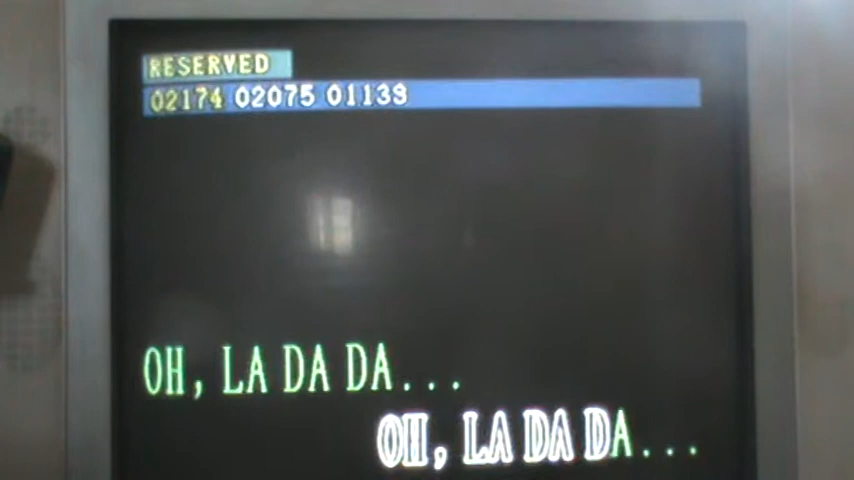 RESERVED
02174 02075 01139
OH, LA DA DA...
OH, LA DA DA...